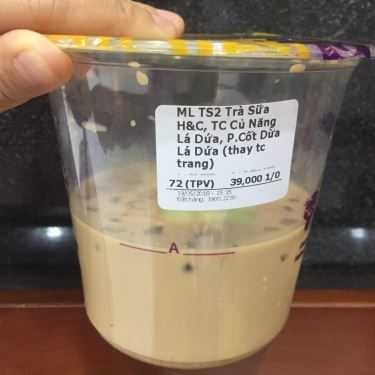 ML TS2 Trà Sữa
H&C, TC Củ Năng
Lá Dứa, P.Cốt Dừa
Lá Dứa (thay tc
trang)
72 (TPV) 39,000 1/0
A